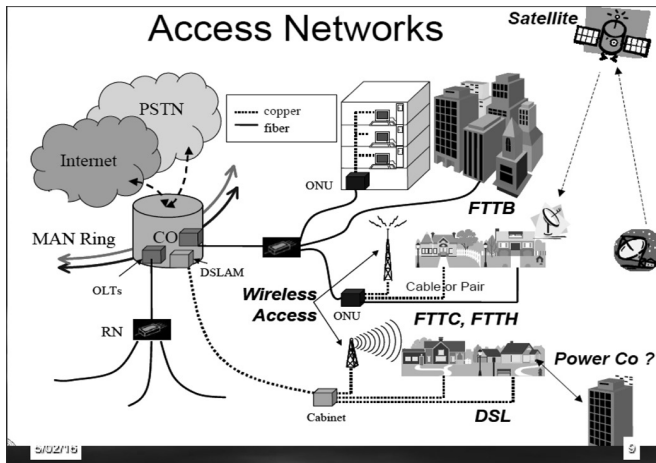 Access Networks
Satellite
PSTN
Internet
copper
fiber
ONU
FTTB
MAN Ring
CO
OLTs
DSLAM
Wireless
Access
Cable or Pair
ONU
FTTC, FTTH
RN
Power Co ?
Cabinet
DSL
5/02/16
9